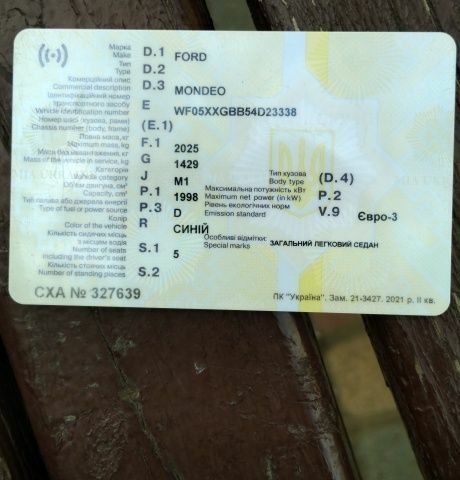 Марка
Make D.1 FORD
Тип
Type D.2
Комерційний опис
Commercial description D.3 MONDEO
Ідентифікаційний номер
транспортного засобу
Vehicle identification number E WF05XXGBB54D23338
Номер шасі (кузова, рами)
Chassis number (body, frame) (E.1)
Повна маса, кг
Maximum mass, kg F.1 2025
Маса без навантаження, кг
Mass of the vehicle in service, kg G 1429
Категорія
Vehicle category J M1 Тип кузова
Body type (D.4)
Об'єм двигуна, см³
Capacity, cm³ P.1 1998 Максимальна потужність кВт
Maximum net power (in kW) P.2
Тип палива або джерела енергії
Type of fuel or power source P.3 D Рівень екологічних норм
Emission standard V.9 Євро-3
Колір
Color of the vehicle R СИНІЙ Особливі відмітки:
Special marks ЗАГАЛЬНИЙ ЛЕГКОВИЙ СЕДАН
Кількість сидячих місць
з місцем водія
Number of seats
including the driver's seat S.1 5
Кількість стоячих місць
Number of standing places S.2
СХА № 327639
ПК "Україна". Зам. 21-3427. 2021 р. II кв.